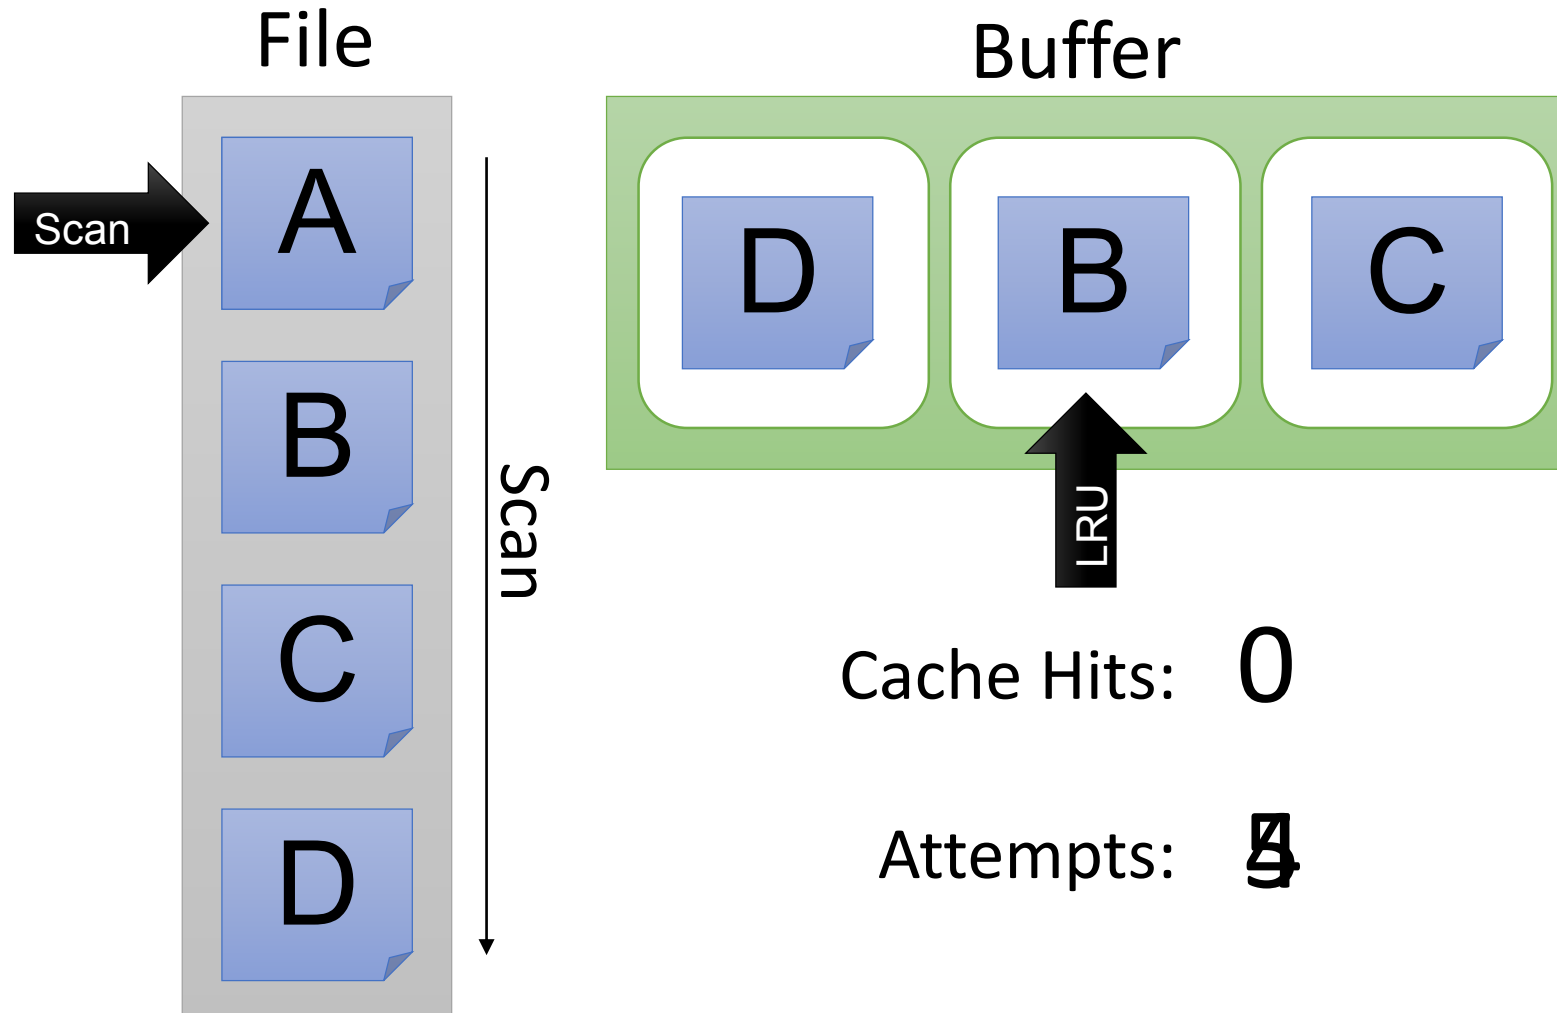 File
Buffer
Scan
A
B
C
D
Scan
D
B
C
LRU
Cache Hits: 0
Attempts: